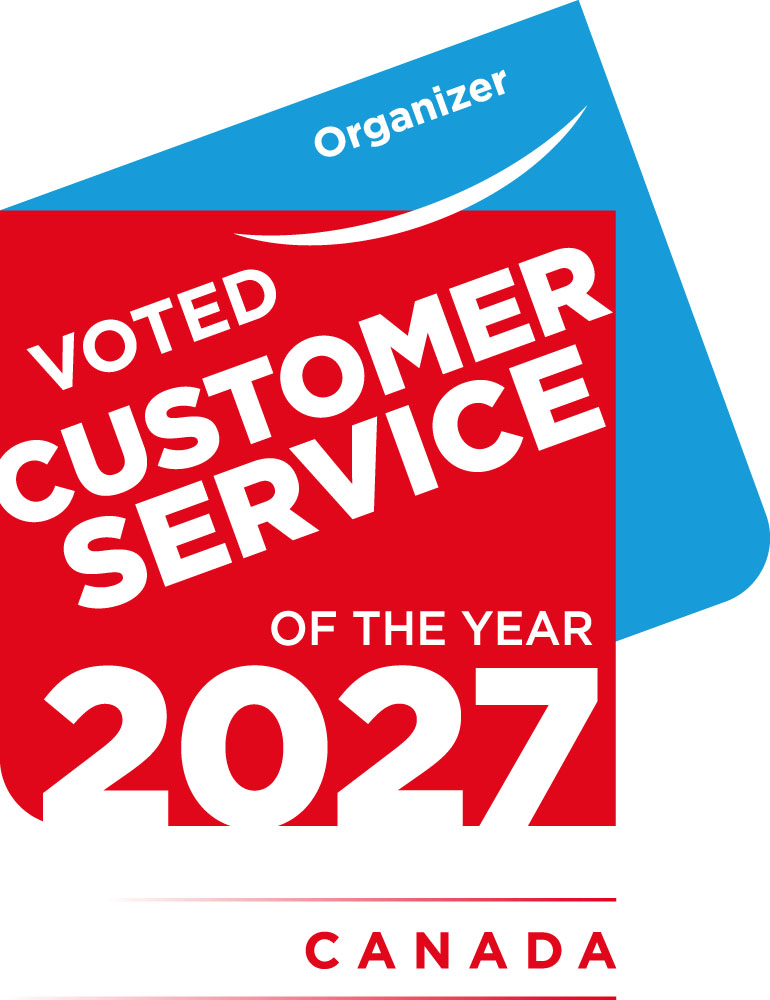 Organizer
VOTED
CUSTOMER
SERVICE
OF THE YEAR
2027
CANADA